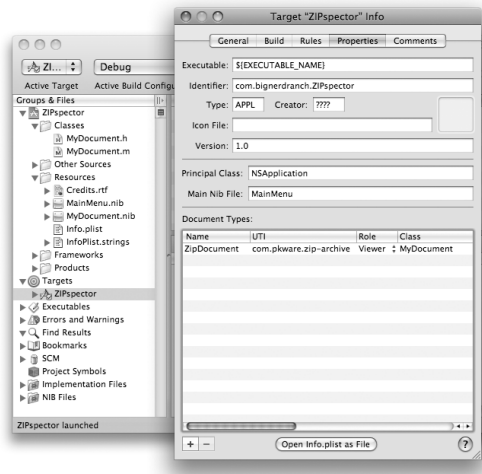 Target "ZIPspector" Info
General Build Rules Properties Comments
Executable: ${EXECUTABLE_NAME}
Identifier: com.bignerdranch.ZIPspector
Type: APPL Creator: ????
Icon File:
Version: 1.0
Principal Class: NSApplication
Main Nib File: MainMenu
Document Types:
Name UTI Role Class
ZipDocument com.pkware.zip-archive Viewer MyDocument
+ − Open Info.plist as File ?
ZI... Debug
Active Target Active Build Configu
Groups & Files
ZIPspector
Classes
MyDocument.h
MyDocument.m
Other Sources
Resources
Credits.rtf
MainMenu.nib
MyDocument.nib
Info.plist
InfoPlist.strings
Frameworks
Products
Targets
ZIPspector
Executables
Errors and Warnings
Find Results
Bookmarks
SCM
Project Symbols
Implementation Files
NIB Files
ZIPspector launched